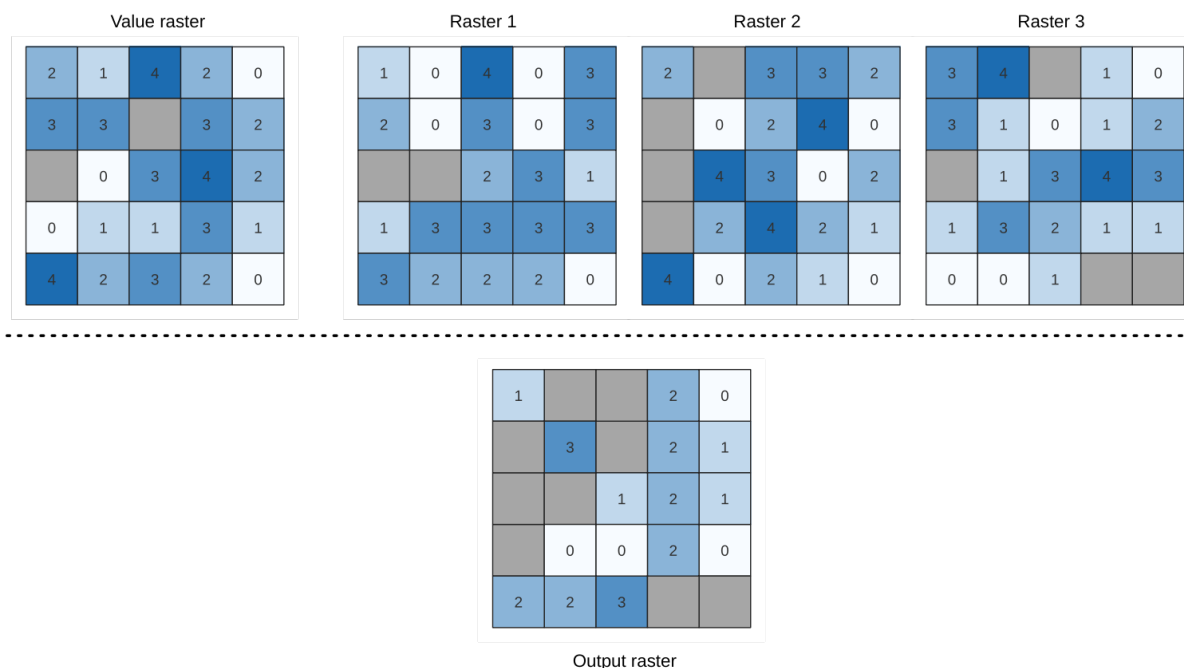 Value raster Raster 1 Raster 2 Raster 3
2 1 4 2 0 1 0 4 0 3 2 3 3 2 3 4 1 0
3 3 3 2 2 0 3 0 3 0 2 4 0 3 1 0 1 2
0 3 4 2 2 3 1 4 3 0 2 1 3 4 3
0 1 1 3 1 1 3 3 3 3 2 4 2 1 1 3 2 1 1
4 2 3 2 0 3 2 2 2 0 4 0 2 1 0 0 0 1
1 2 0
3 2 1
1 2 1
0 0 2 0
2 2 3
Output raster